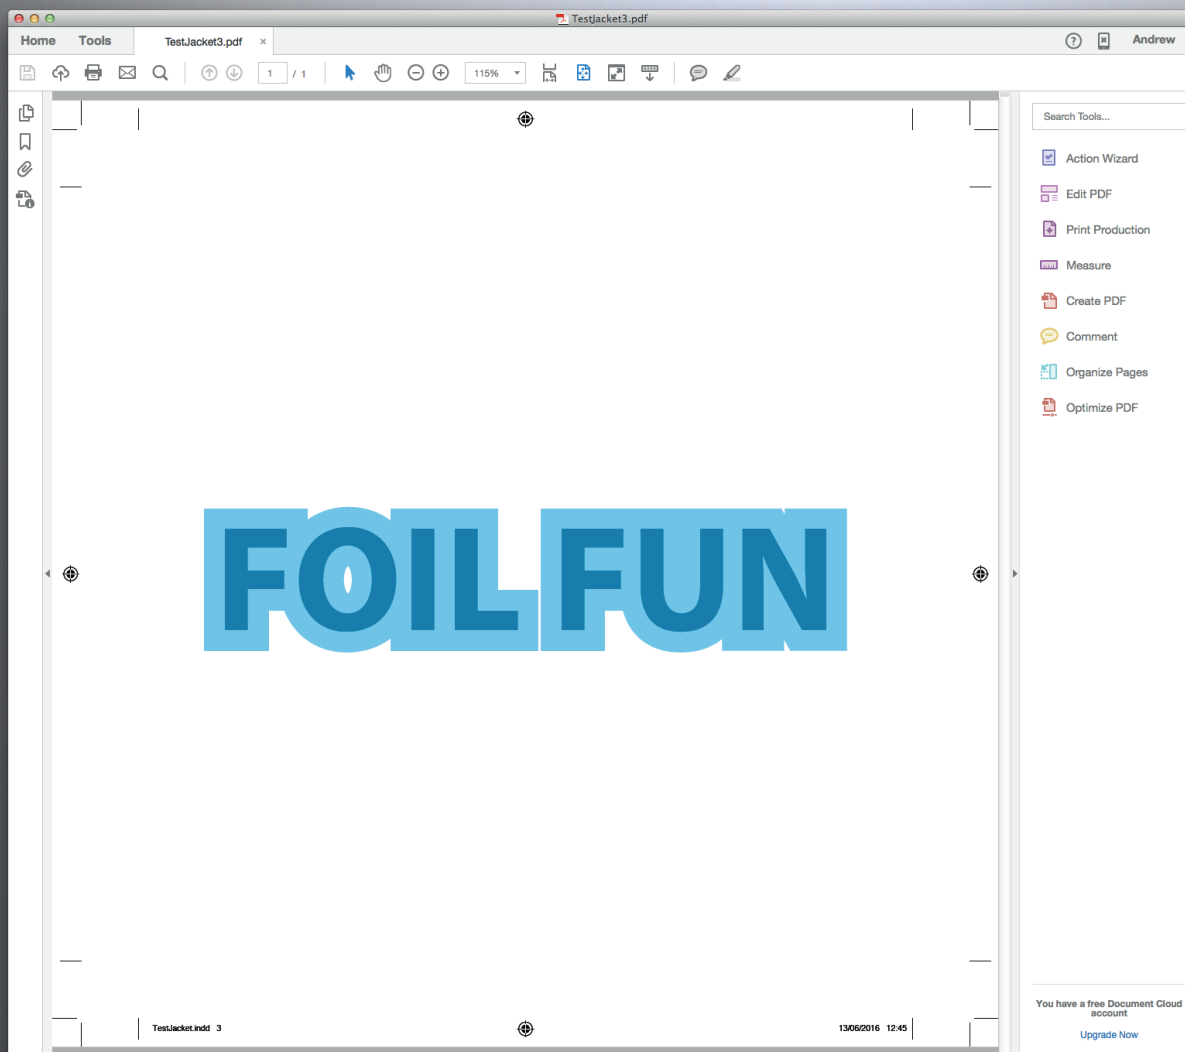 TestJacket3.pdf
Home Tools TestJacket3.pdf × Andrew
1 / 1 115%
Search Tools...
Action Wizard
Edit PDF
Print Production
Measure
Create PDF
Comment
Organize Pages
Optimize PDF
FOIL FUN
You have a free Document Cloud
account
Upgrade Now
TestJacket.indd 3 13/06/2016 12:45